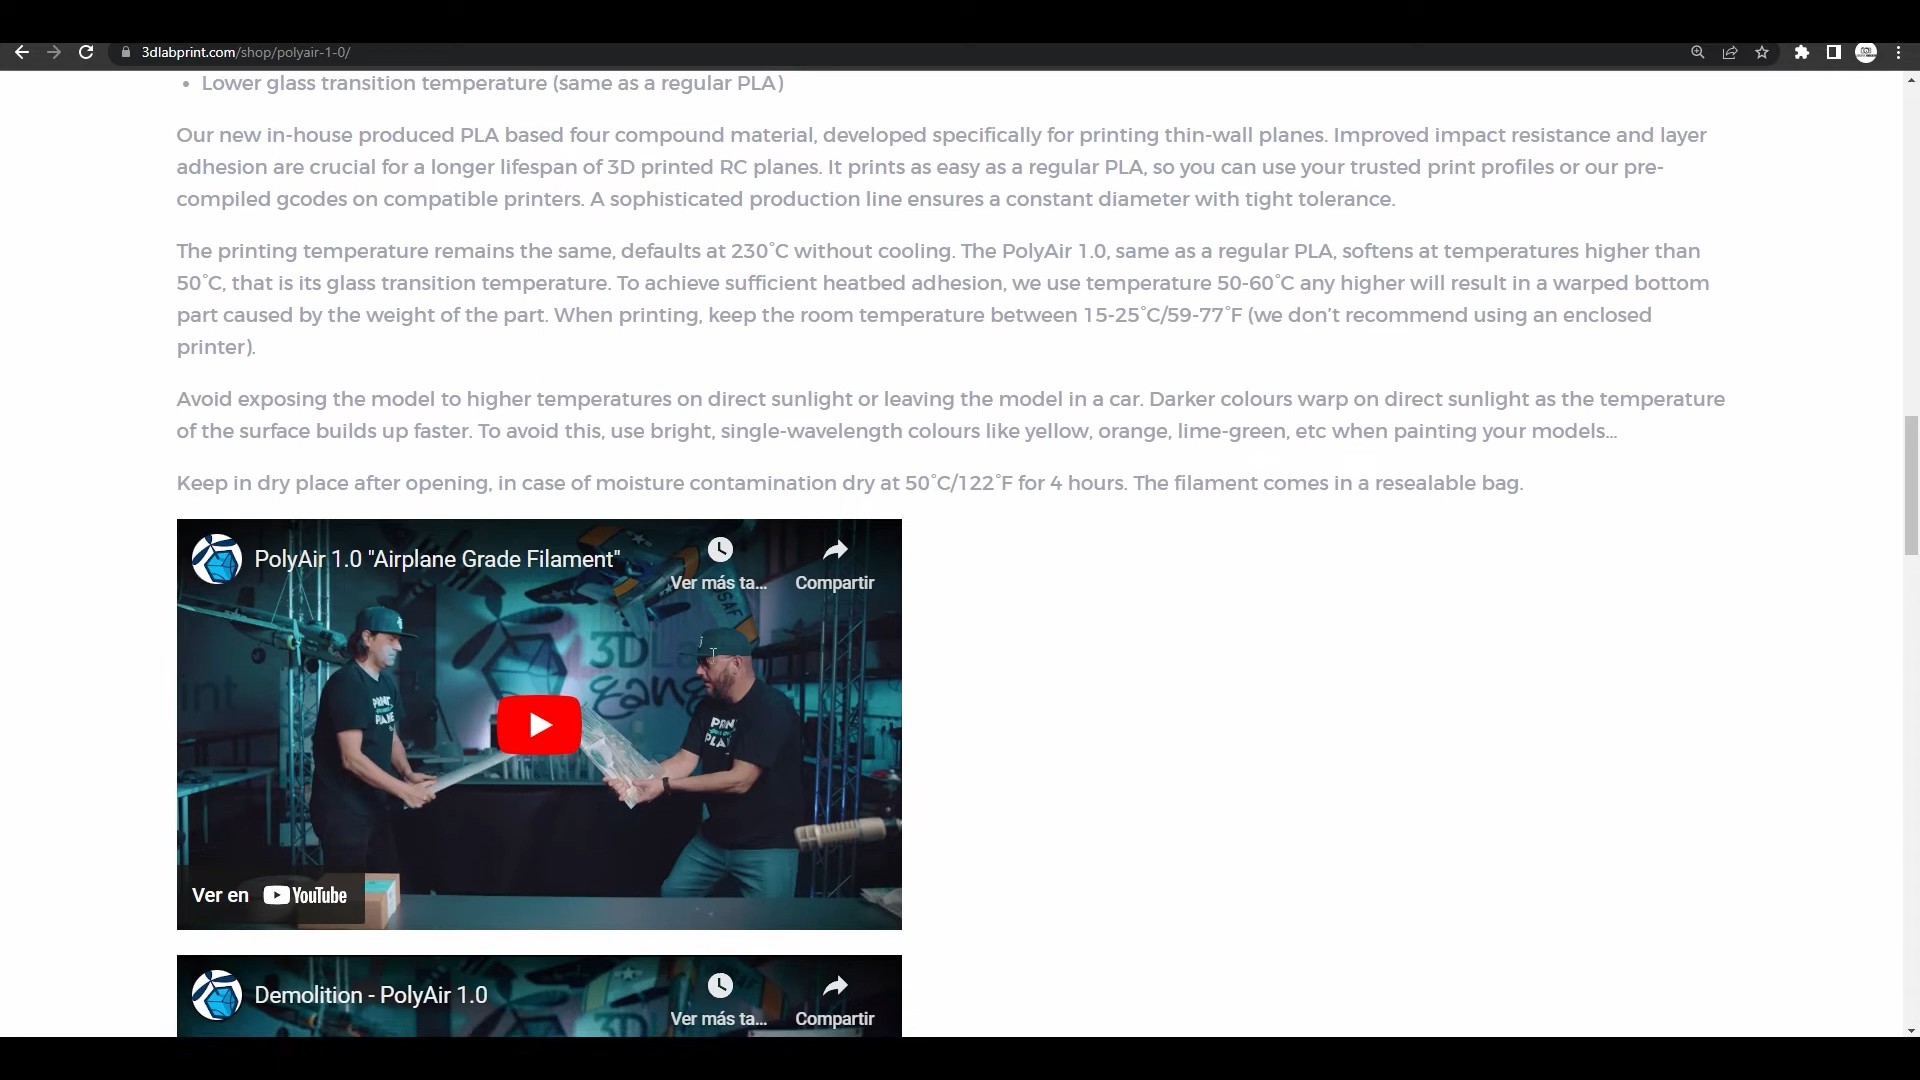 3dlabprint.com/shop/polyair-1-0/
• Lower glass transition temperature (same as a regular PLA)
Our new in-house produced PLA based four compound material, developed specifically for printing thin-wall planes. Improved impact resistance and layer
adhesion are crucial for a longer lifespan of 3D printed RC planes. It prints as easy as a regular PLA, so you can use your trusted print profiles or our pre-
compiled gcodes on compatible printers. A sophisticated production line ensures a constant diameter with tight tolerance.
The printing temperature remains the same, defaults at 230°C without cooling. The PolyAir 1.0, same as a regular PLA, softens at temperatures higher than
50°C, that is its glass transition temperature. To achieve sufficient heatbed adhesion, we use temperature 50-60°C any higher will result in a warped bottom
part caused by the weight of the part. When printing, keep the room temperature between 15-25°C/59-77°F (we don't recommend using an enclosed
printer).
Avoid exposing the model to higher temperatures on direct sunlight or leaving the model in a car. Darker colours warp on direct sunlight as the temperature
of the surface builds up faster. To avoid this, use bright, single-wavelength colours like yellow, orange, lime-green, etc when painting your models...
Keep in dry place after opening, in case of moisture contamination dry at 50°C/122°F for 4 hours. The filament comes in a resealable bag.
PolyAir 1.0 "Airplane Grade Filament"
Ver más ta...
Compartir
USAF
3DLa
gang
PRINT
PLANE
PRINT
PLA
Ver en YouTube
Demolition - PolyAir 1.0
Ver más ta...
Compartir
3D